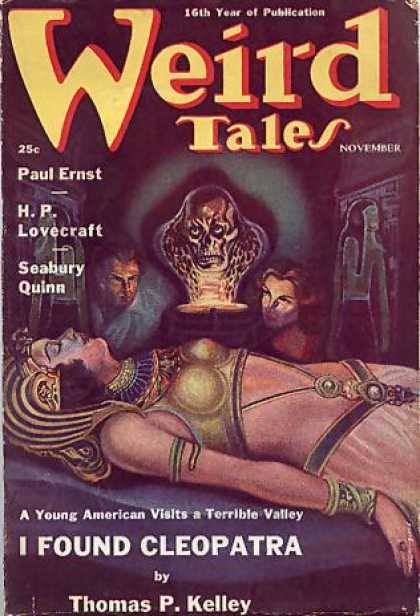 16th Year of Publication
Weird
Tales
25c
NOVEMBER
Paul Ernst
H. P.
Lovecraft
Seabury
Quinn
A Young American Visits a Terrible Valley
I FOUND CLEOPATRA
by
Thomas P. Kelley